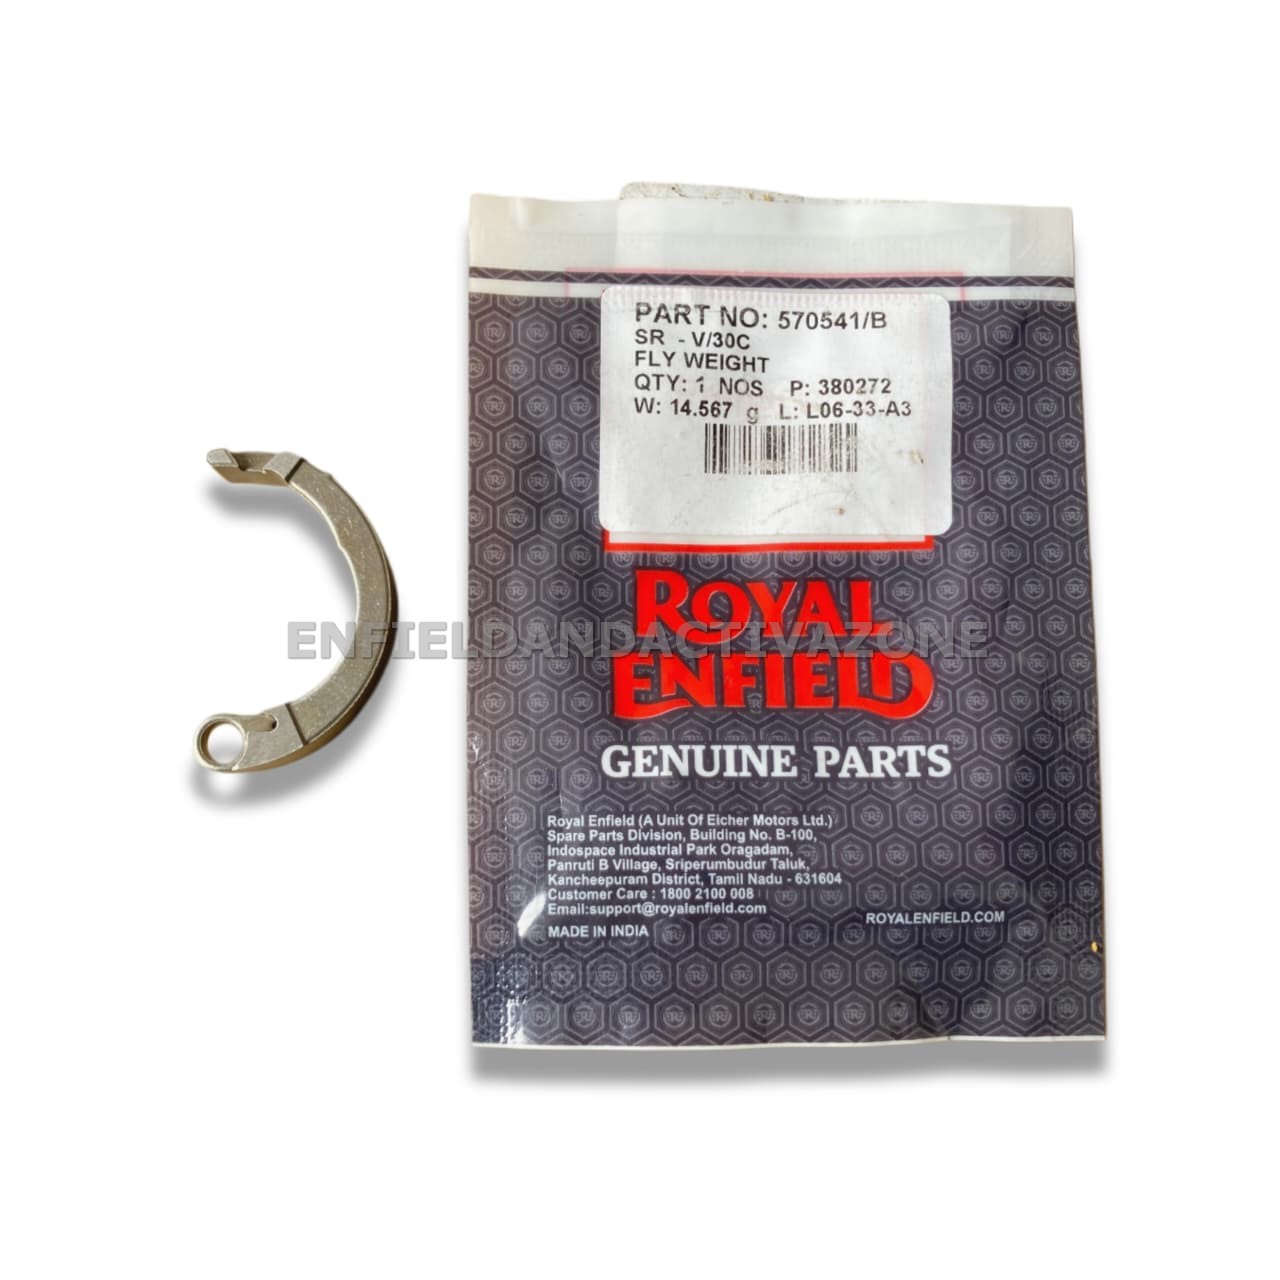 PART NO: 570541/B
SR - V/30C
FLY WEIGHT
QTY: 1 NOS P: 380272
W: 14.567 g L: L06-33-A3
ROYAL
ENFIELD
ENFIELDANDACTIVAZONE
GENUINE PARTS
Royal Enfield (A Unit Of Eicher Motors Ltd.)
Spare Parts Division, Building No. B-100,
Indospace Industrial Park Oragadam,
Panruti B Village, Sriperumbudur Taluk,
Kancheepuram District, Tamil Nadu - 631604
Customer Care : 1800 2100 008
Email:support@royalenfield.com
ROYALENFIELD.COM
MADE IN INDIA